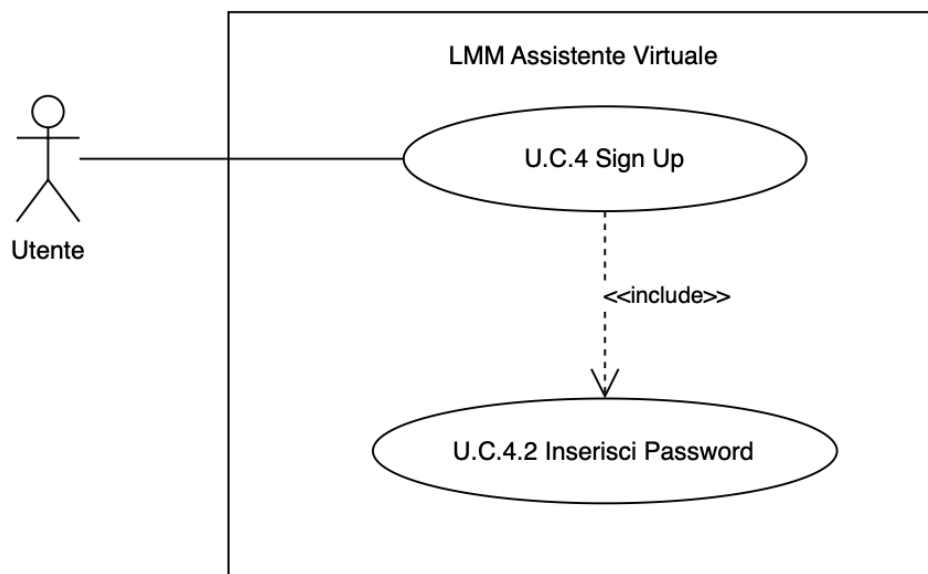 LMM Assistente Virtuale
U.C.4 Sign Up
Utente
<<include>>
U.C.4.2 Inserisci Password